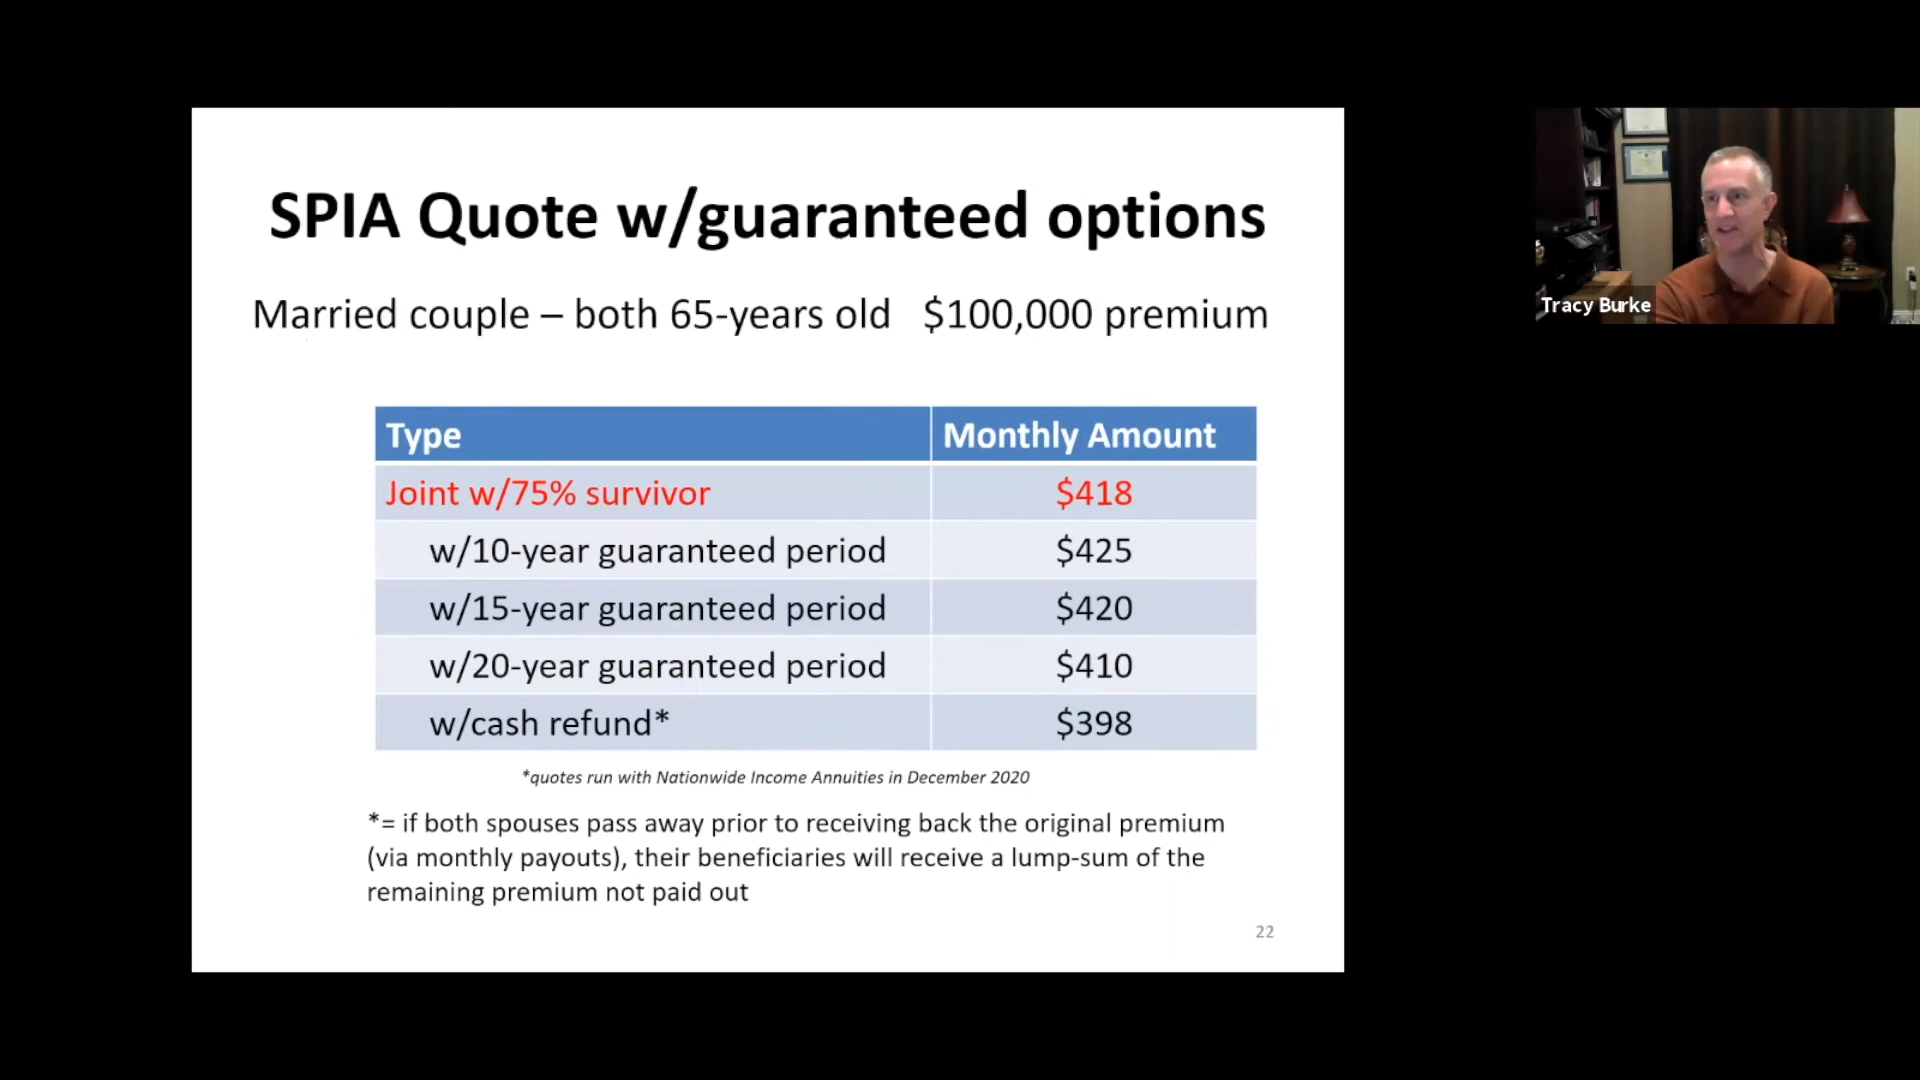 SPIA Quote w/guaranteed options
Married couple – both 65-years old $100,000 premium
Type Monthly Amount
Joint w/75% survivor $418
w/10-year guaranteed period $425
w/15-year guaranteed period $420
w/20-year guaranteed period $410
w/cash refund* $398
*quotes run with Nationwide Income Annuities in December 2020
*= if both spouses pass away prior to receiving back the original premium
(via monthly payouts), their beneficiaries will receive a lump-sum of the
remaining premium not paid out
22
Tracy Burke